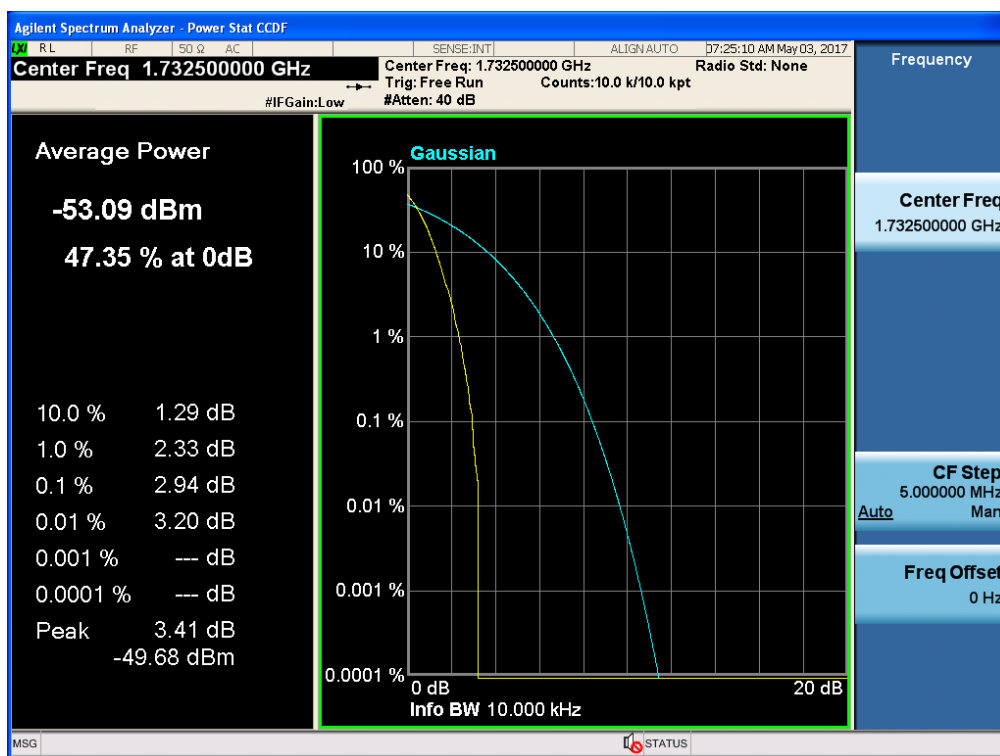 Agilent Spectrum Analyzer - Power Stat CCDF
LXI RL RF 50 Ω AC SENSE:INT ALIGN AUTO 07:25:10 AM May 03, 2017
Center Freq 1.732500000 GHz
Center Freq: 1.732500000 GHz Radio Std: None
Trig: Free Run Counts:10.0 k/10.0 kpt
#IFGain:Low #Atten: 40 dB
Average Power
-53.09 dBm
47.35 % at 0dB
10.0 % 1.29 dB
1.0 % 2.33 dB
0.1 % 2.94 dB
0.01 % 3.20 dB
0.001 % --- dB
0.0001 % --- dB
Peak 3.41 dB
-49.68 dBm
Gaussian
100 %
10 %
1 %
0.1 %
0.01 %
0.001 %
0.0001 %
0 dB 20 dB
Info BW 10.000 kHz
Frequency
Center Freq
1.732500000 GHz
CF Step
5.000000 MHz
Auto Man
Freq Offset
0 Hz
MSG STATUS